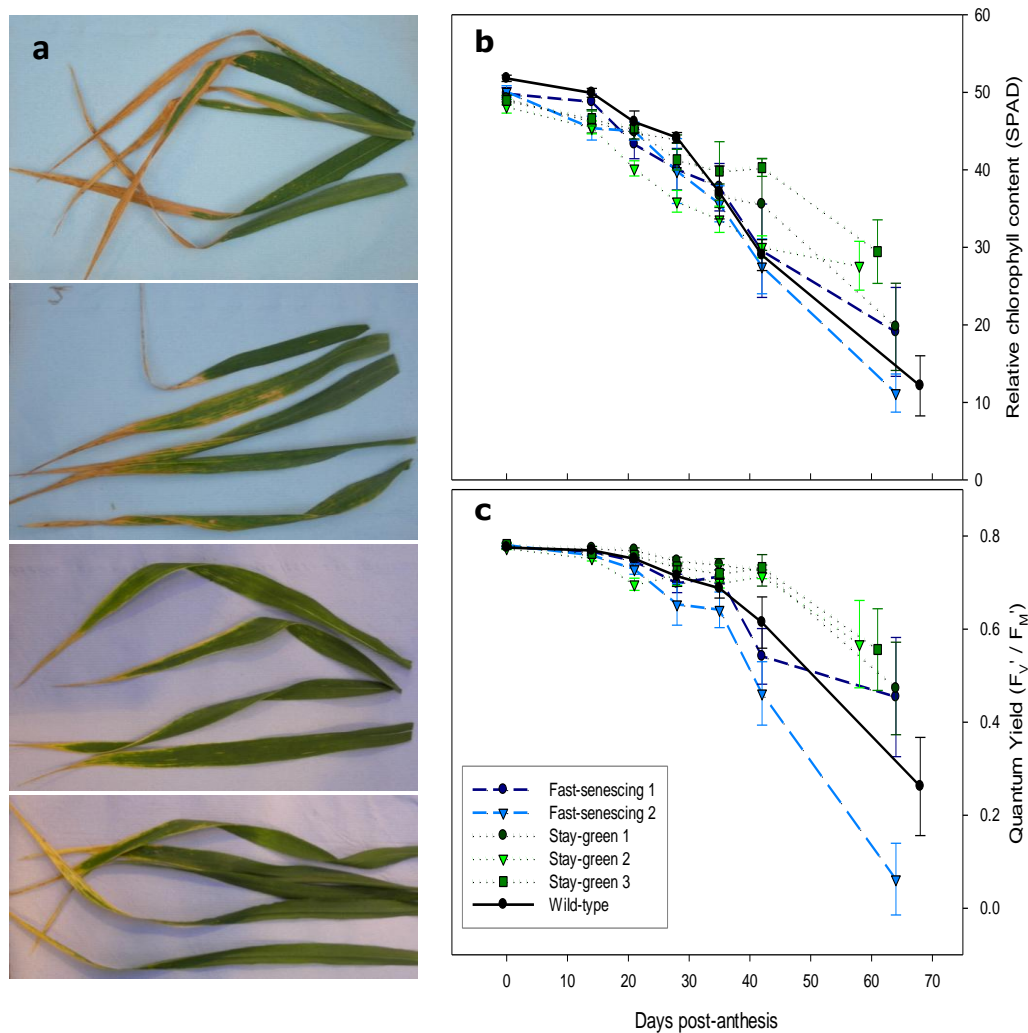 a
b
60
50
40
30
20
10
0
Relative chlorophyll content (SPAD)
c
0.8
0.6
0.4
0.2
0.0
Quantum Yield (FV' / FM')
Fast-senescing 1
Fast-senescing 2
Stay-green 1
Stay-green 2
Stay-green 3
Wild-type
0 10 20 30 40 50 60 70
Days post-anthesis